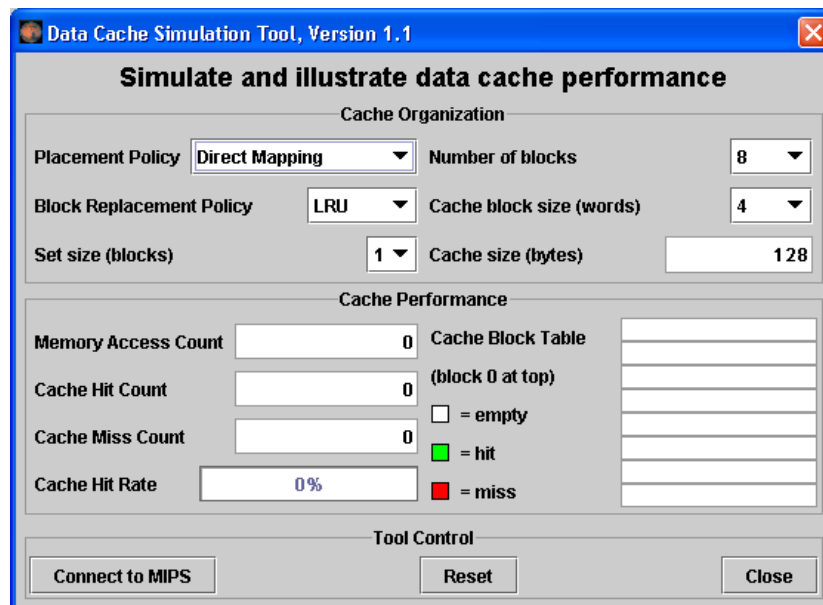 Data Cache Simulation Tool, Version 1.1
Simulate and illustrate data cache performance
Cache Organization
Placement Policy Direct Mapping Number of blocks 8
Block Replacement Policy LRU Cache block size (words) 4
Set size (blocks) 1 Cache size (bytes) 128
Cache Performance
Memory Access Count 0 Cache Block Table
(block 0 at top)
Cache Hit Count 0
= empty
Cache Miss Count 0
= hit
Cache Hit Rate 0%
= miss
Tool Control
Connect to MIPS Reset Close